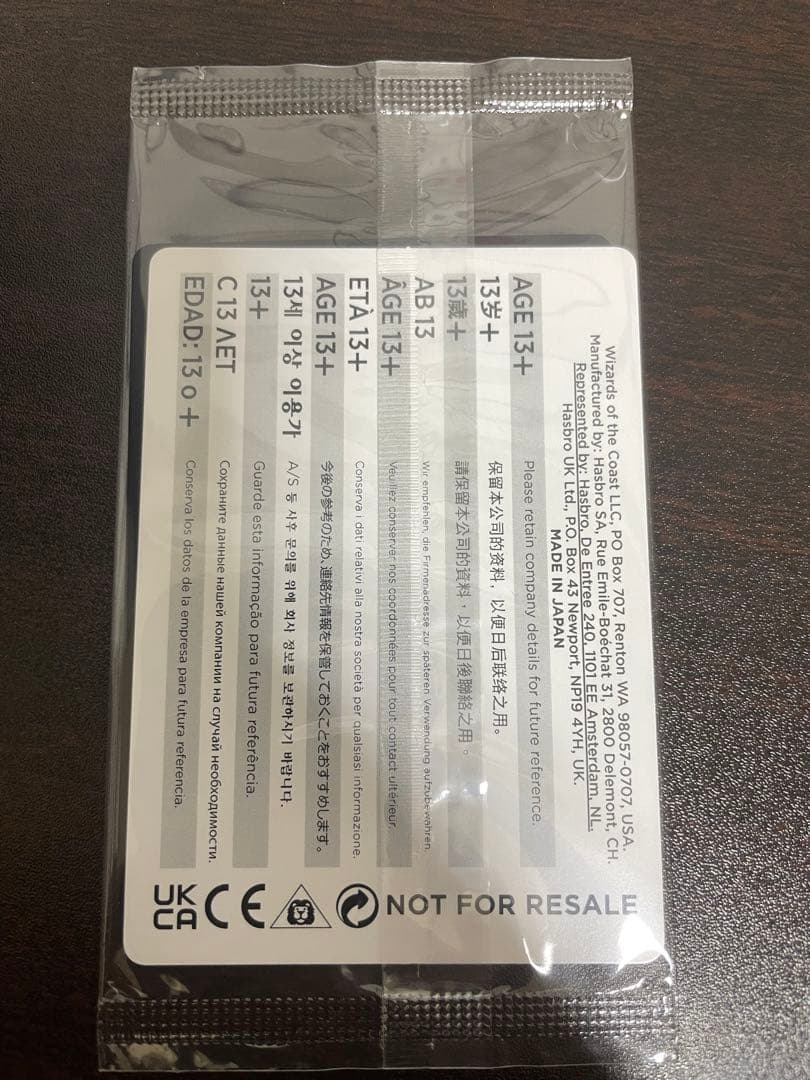 Wizards of the Coast LLC, PO Box 707, Renton WA 98057-0707, USA.
Manufactured by: Hasbro SA, Rue Emile-Boéchat 31, 2800 Delemont, CH.
Represented by: Hasbro, De Entree 240, 1101 EE Amsterdam, NL.
Hasbro UK Ltd., P.O. Box 43 Newport, NP19 4YH, UK.
MADE IN JAPAN
AGE 13+ Please retain company details for future reference.
13岁+ 保留本公司的资料，以便日后联络之用。
13歲+ 請保留本公司的資料，以便日後聯絡之用。
AB 13 Wir empfehlen, die Firmenadresse zur späteren Verwendung aufzubewahren.
ÂGE 13+ Veuillez conserver nos coordonnées pour tout contact ultérieur.
ETÀ 13+ Conserva i dati relativi alla nostra società per qualsiasi informazione.
AGE 13+ 今後の参考のため、連絡先情報を保管しておくことをおすすめします。
13세 이상 이용가 A/S 등 사후 문의를 위해 회사 정보를 보관하시기 바랍니다.
13+ Guarde esta informação para futura referência.
С 13 ЛЕТ Сохраните данные нашей компании на случай необходимости.
EDAD: 13 o + Conserva los datos de la empresa para futura referencia.
UK CA CE NOT FOR RESALE